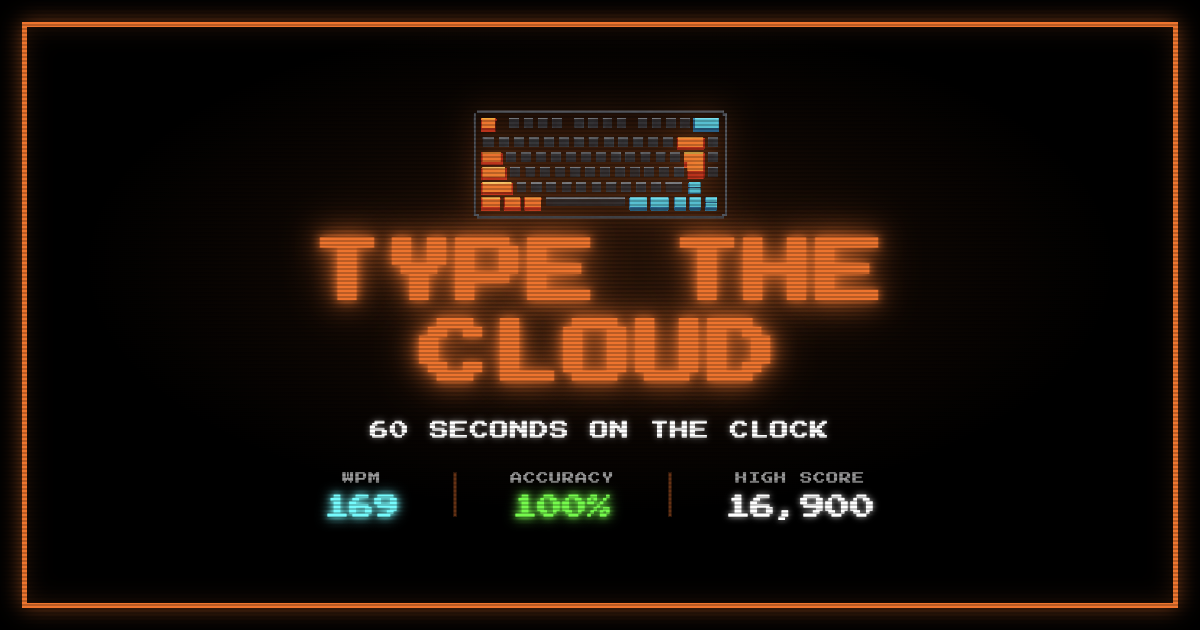 TYPE THE
CLOUD
60 SECONDS ON THE CLOCK
WPM
169
ACCURACY
100%
HIGH SCORE
16,900